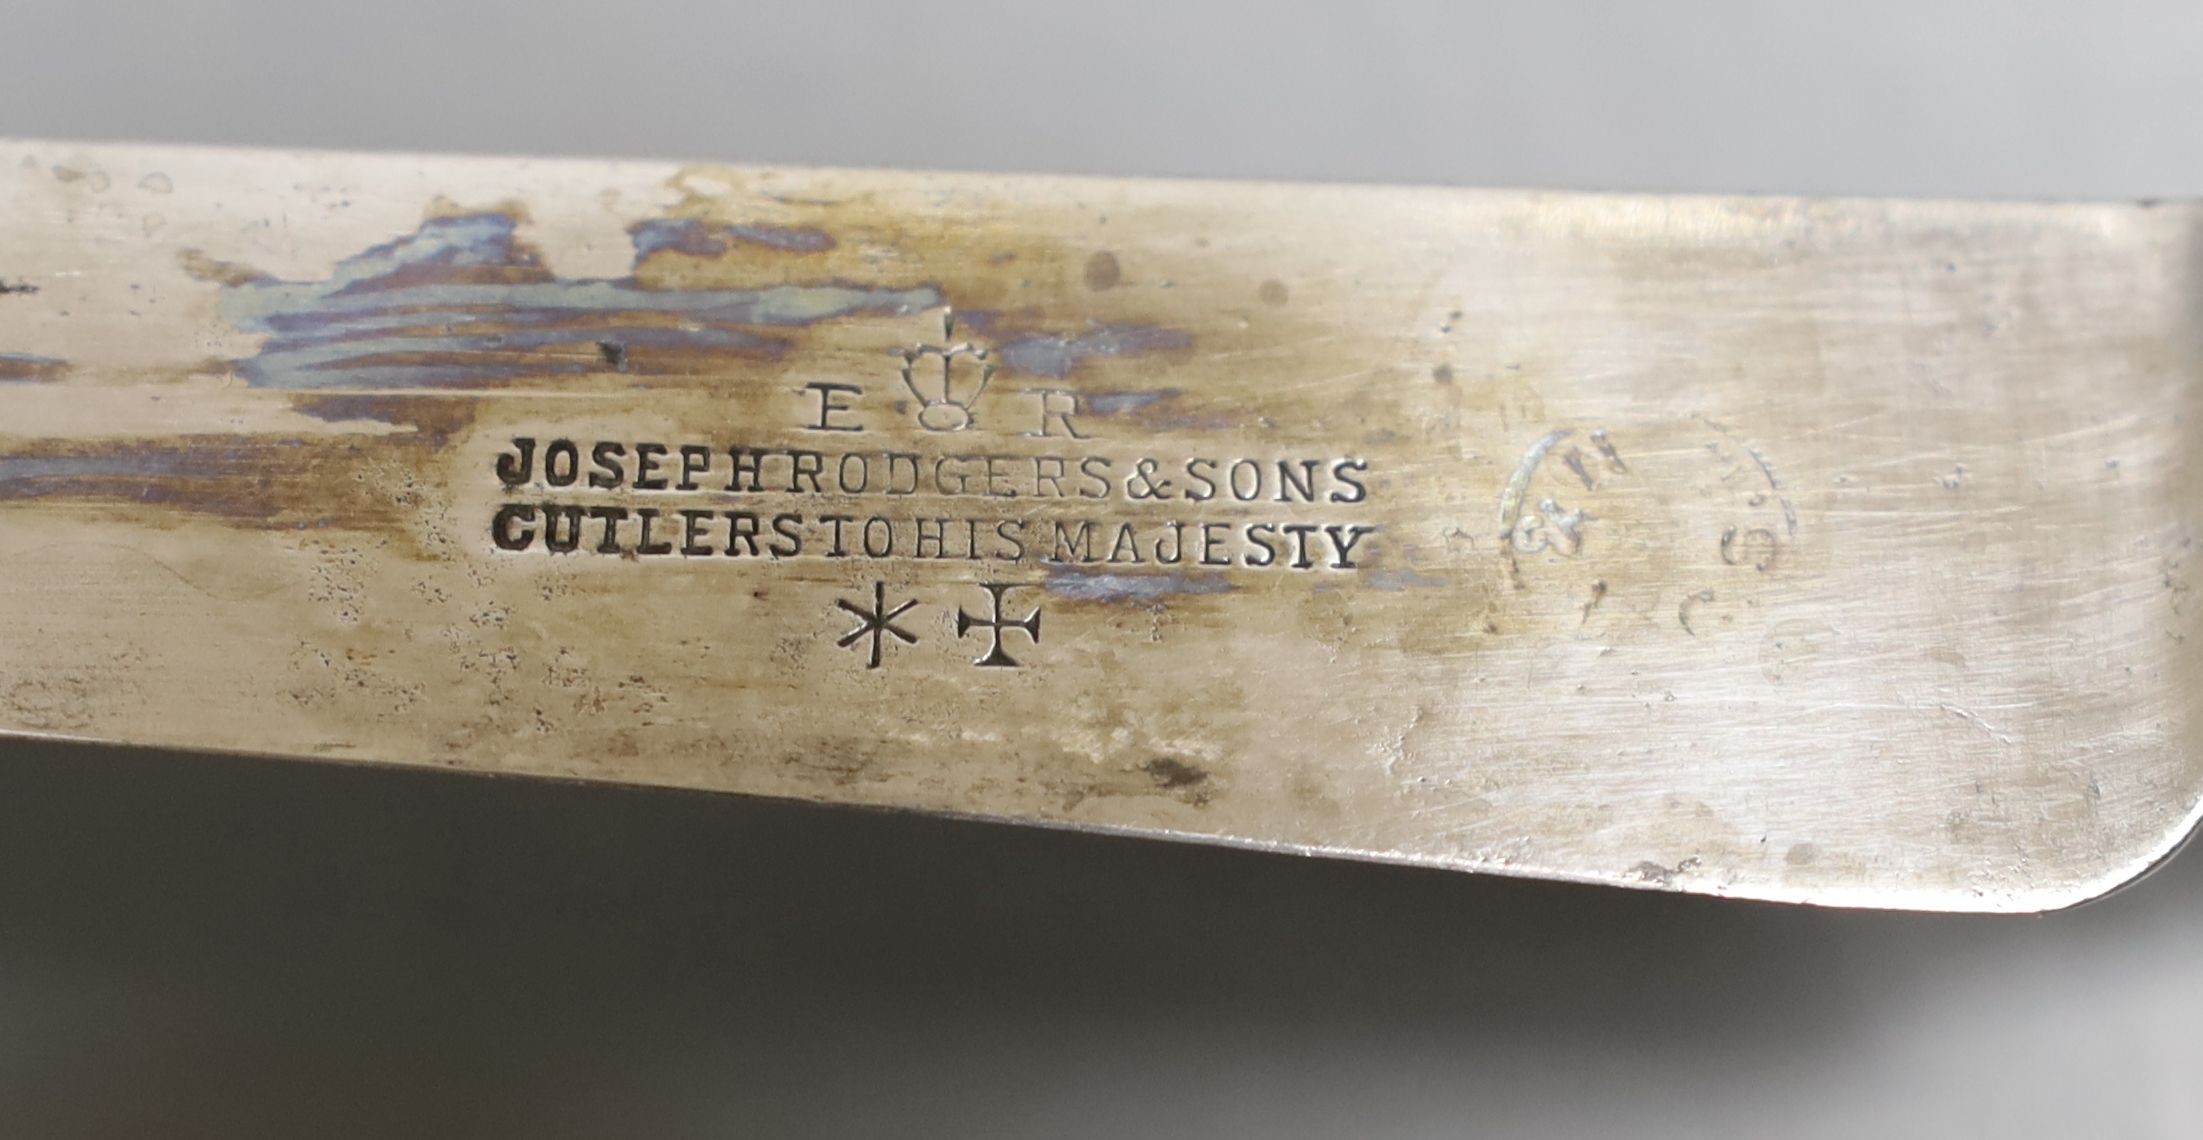 E R
JOSEPH RODGERS & SONS
CUTLERS TO HIS MAJESTY